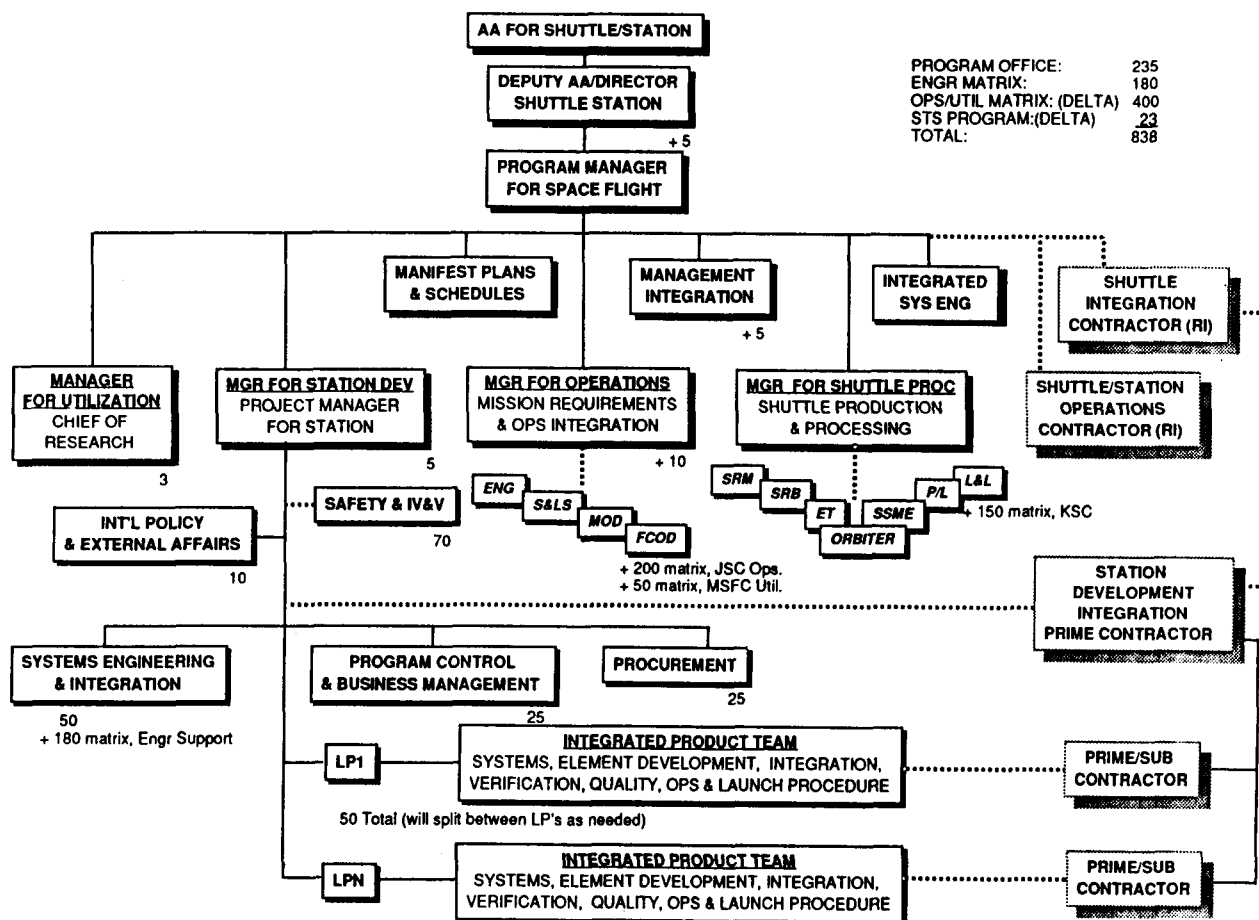 AA FOR SHUTTLE/STATION
DEPUTY AA/DIRECTOR
SHUTTLE STATION
+ 5
PROGRAM MANAGER
FOR SPACE FLIGHT
PROGRAM OFFICE: 235
ENGR MATRIX: 180
OPS/UTIL MATRIX: (DELTA) 400
STS PROGRAM:(DELTA) 23
TOTAL: 838
MANIFEST PLANS
& SCHEDULES
MANAGEMENT
INTEGRATION
+ 5
INTEGRATED
SYS ENG
SHUTTLE
INTEGRATION
CONTRACTOR (RI)
MANAGER
FOR UTILIZATION
CHIEF OF
RESEARCH
3
MGR FOR STATION DEV
PROJECT MANAGER
FOR STATION
5
MGR FOR OPERATIONS
MISSION REQUIREMENTS
& OPS INTEGRATION
+ 10
MGR FOR SHUTTLE PROC
SHUTTLE PRODUCTION
& PROCESSING
SHUTTLE/STATION
OPERATIONS
CONTRACTOR (RI)
ENG
S&LS
MOD
FCOD
+ 200 matrix, JSC Ops.
+ 50 matrix, MSFC Util.
SRM
SRB
ET
ORBITER
SSME
P/L
L&L
+ 150 matrix, KSC
SAFETY & IV&V
70
INT'L POLICY
& EXTERNAL AFFAIRS
10
STATION
DEVELOPMENT
INTEGRATION
PRIME CONTRACTOR
SYSTEMS ENGINEERING
& INTEGRATION
50
+ 180 matrix, Engr Support
PROGRAM CONTROL
& BUSINESS MANAGEMENT
25
PROCUREMENT
25
LP1
INTEGRATED PRODUCT TEAM
SYSTEMS, ELEMENT DEVELOPMENT, INTEGRATION,
VERIFICATION, QUALITY, OPS & LAUNCH PROCEDURE
PRIME/SUB
CONTRACTOR
50 Total (will split between LP's as needed)
LPN
INTEGRATED PRODUCT TEAM
SYSTEMS, ELEMENT DEVELOPMENT, INTEGRATION,
VERIFICATION, QUALITY, OPS & LAUNCH PROCEDURE
PRIME/SUB
CONTRACTOR